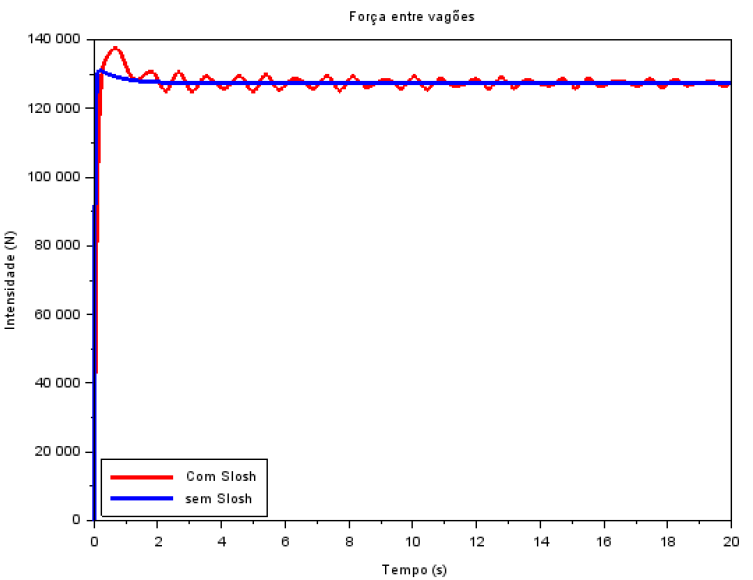 Força entre vagões
140 000
120 000
100 000
80 000
60 000
40 000
20 000
0
Intensidade (N)
Com Slosh
sem Slosh
0 2 4 6 8 10 12 14 16 18 20
Tempo (s)